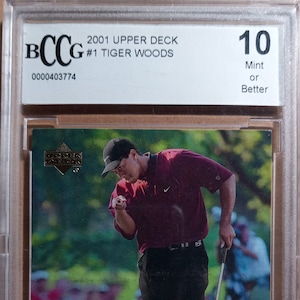 BCCG
2001 UPPER DECK
#1 TIGER WOODS
0000403774
10
Mint
or
Better